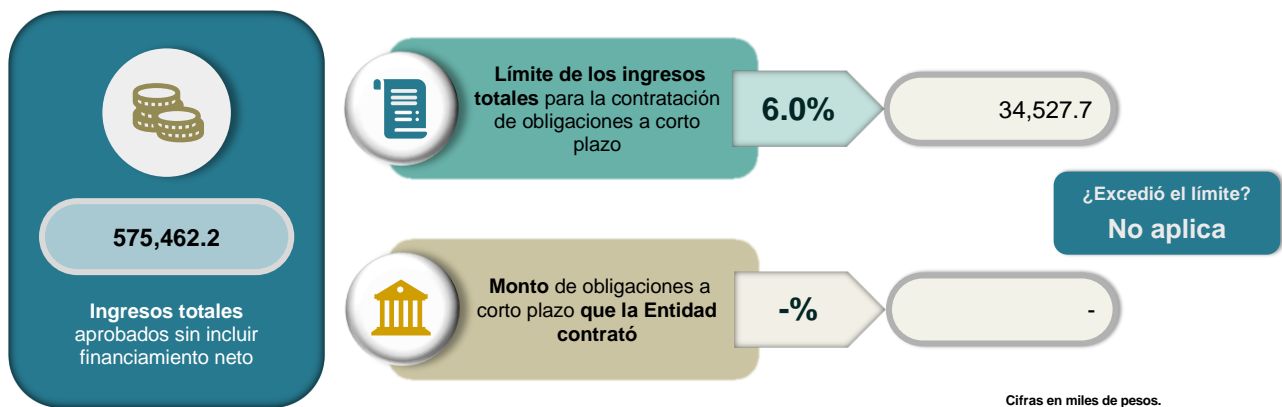 575,462.2
Ingresos totales
aprobados sin incluir
financiamiento neto
Límite de los ingresos
totales para la contratación
de obligaciones a corto
plazo
6.0%
34,527.7
Monto de obligaciones a
corto plazo que la Entidad
contrató
-%
-
¿Excedió el límite?
No aplica
Cifras en miles de pesos.